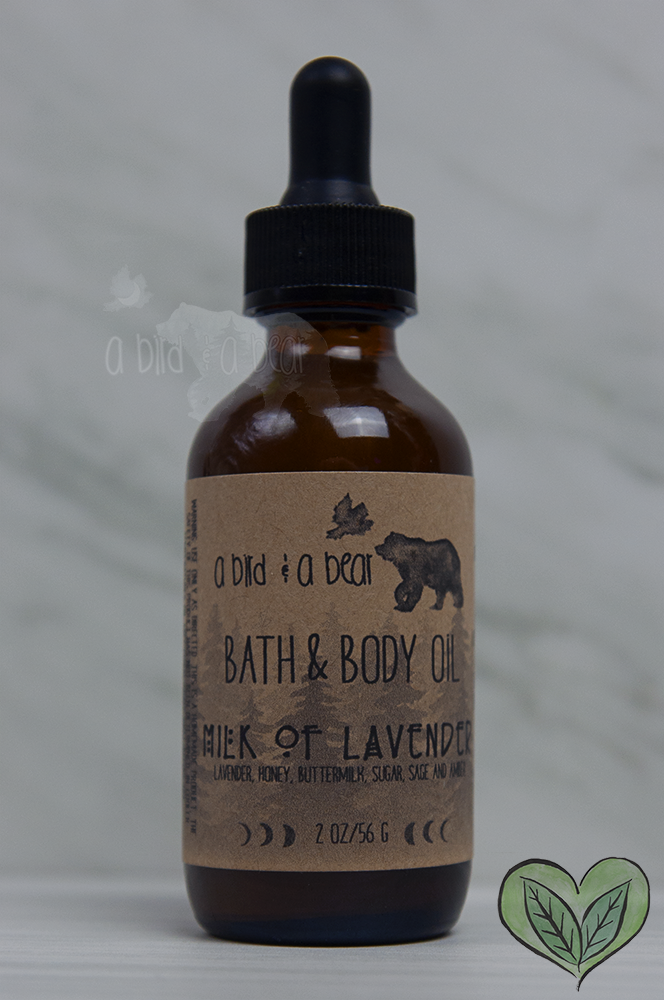 a bird & a bear
a bird & a bear
BATH & BODY OIL
MILK OF LAVENDER
LAVENDER, HONEY, BUTTERMILK, SUGAR, SAGE AND AMBER
2 OZ/56 G